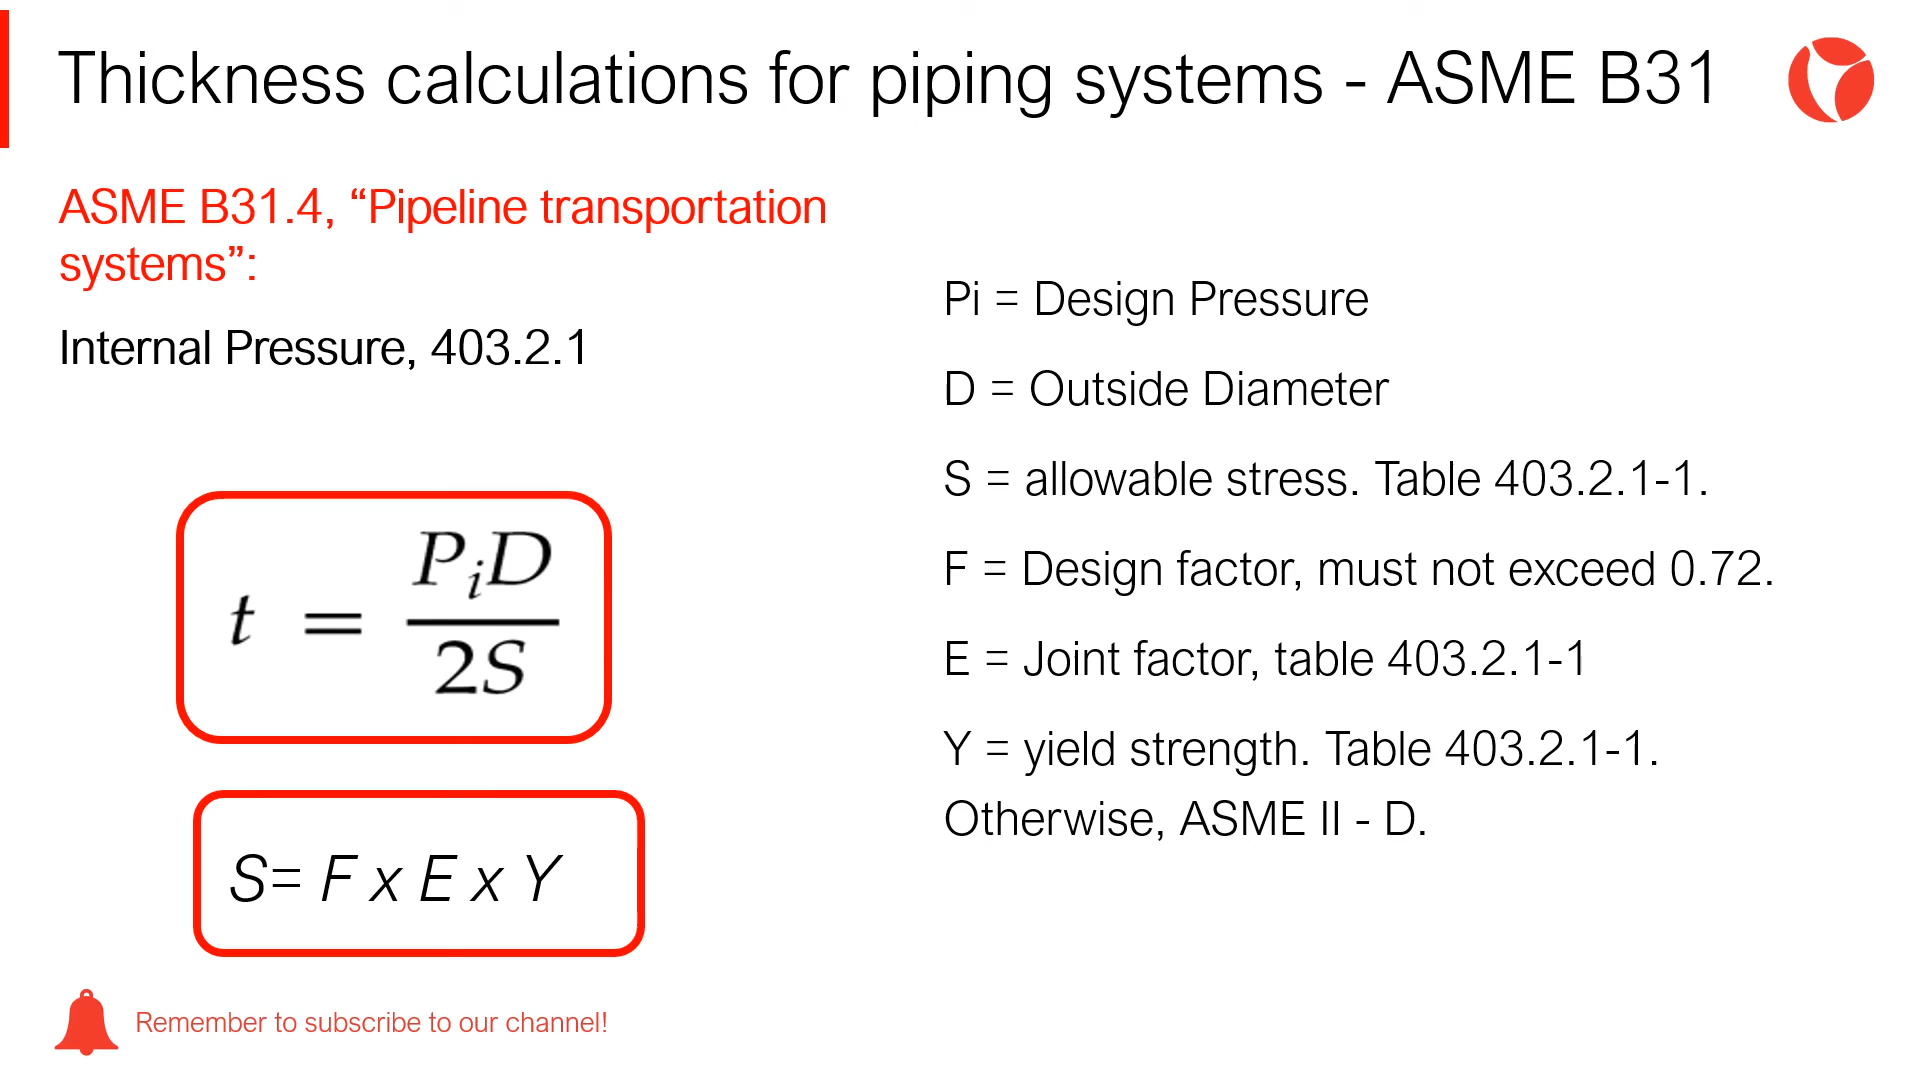 Thickness calculations for piping systems - ASME B31
ASME B31.4, “Pipeline transportation
systems”:
Internal Pressure, 403.2.1
t = PᵢD / 2S
S= F x E x Y
Pi = Design Pressure
D = Outside Diameter
S = allowable stress. Table 403.2.1-1.
F = Design factor, must not exceed 0.72.
E = Joint factor, table 403.2.1-1
Y = yield strength. Table 403.2.1-1.
Otherwise, ASME II - D.
Remember to subscribe to our channel!